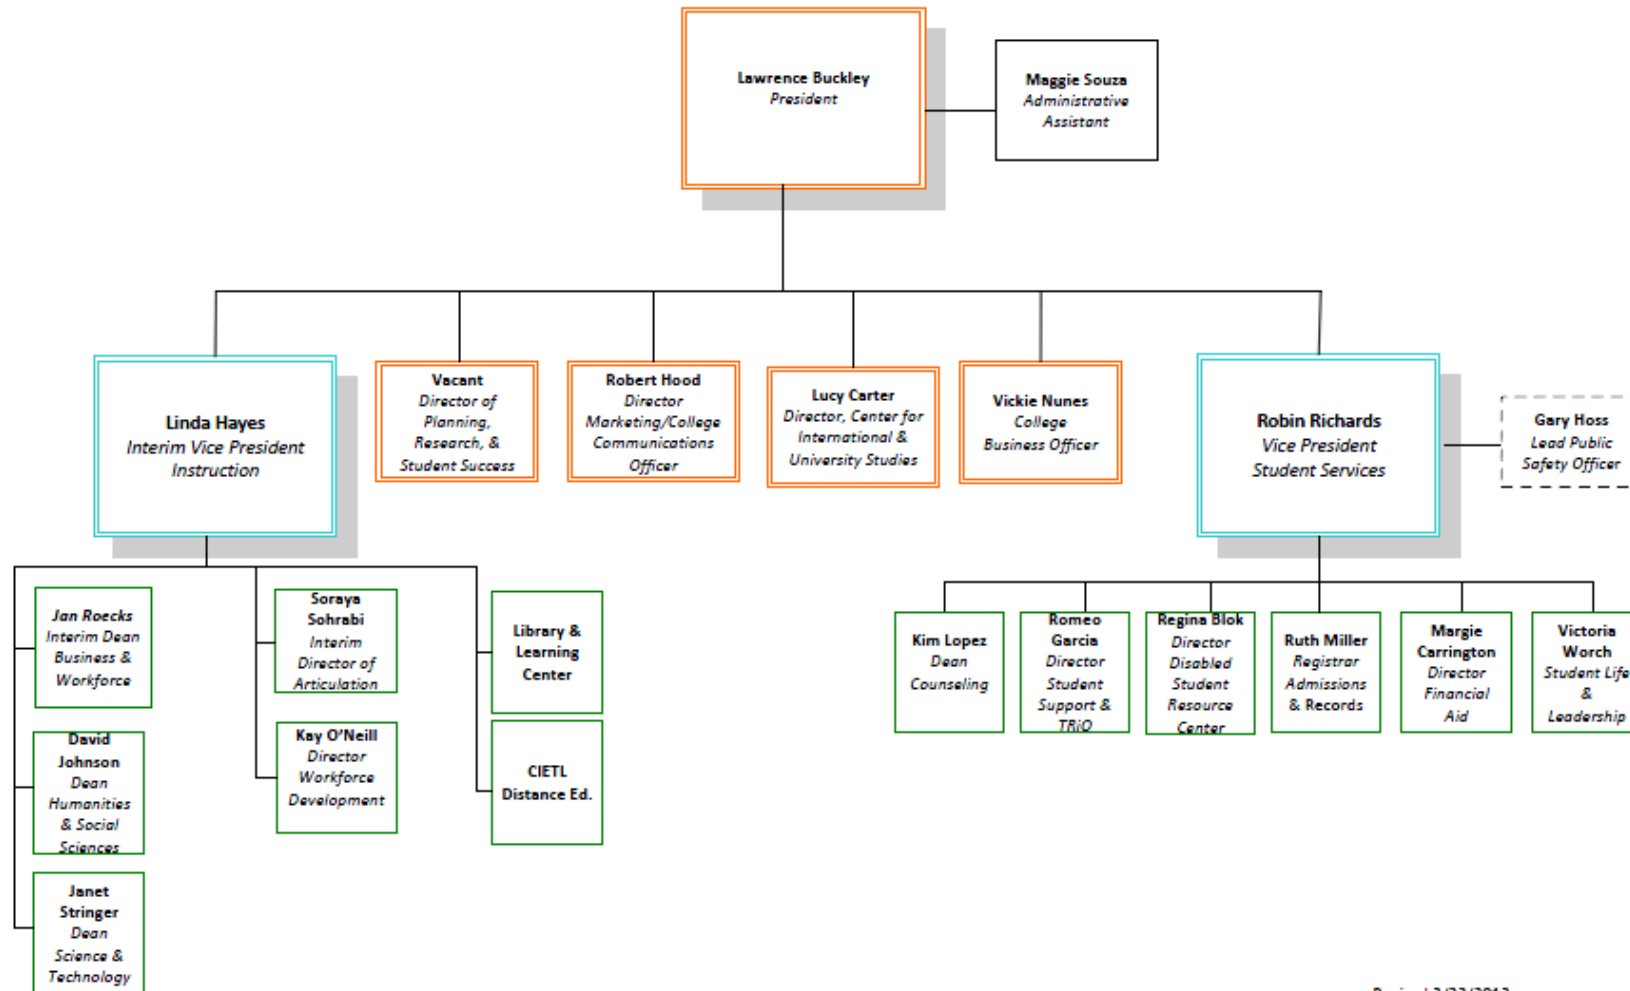 Lawrence Buckley
President
Maggie Souza
Administrative
Assistant
Linda Hayes
Interim Vice President
Instruction
Vacant
Director of
Planning,
Research, &
Student Success
Robert Hood
Director
Marketing/College
Communications
Officer
Lucy Carter
Director, Center for
International &
University Studies
Vickie Nunes
College
Business Officer
Robin Richards
Vice President
Student Services
Gary Hoss
Lead Public
Safety Officer
Jan Roecks
Interim Dean
Business &
Workforce
David
Johnson
Dean
Humanities
& Social
Sciences
Janet
Stringer
Dean
Science &
Technology
Soraya
Sohrabi
Interim
Director of
Articulation
Kay O'Neill
Director
Workforce
Development
Library &
Learning
Center
CIETL
Distance Ed.
Kim Lopez
Dean
Counseling
Romeo
Garcia
Director
Student
Support &
TRiO
Regina Blok
Director
Disabled
Student
Resource
Center
Ruth Miller
Registrar
Admissions
& Records
Margie
Carrington
Director
Financial
Aid
Victoria
Worch
Student Life
&
Leadership